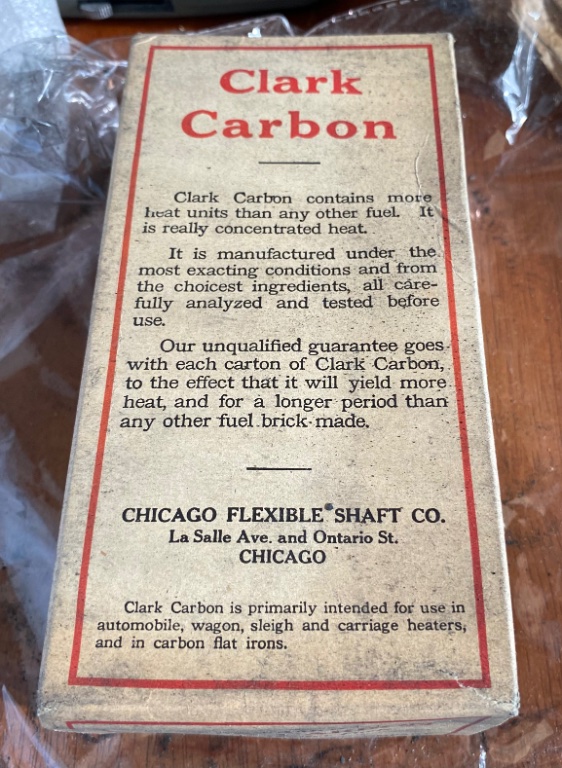 Clark
Carbon
Clark Carbon contains more
heat units than any other fuel. It
is really concentrated heat.
It is manufactured under the
most exacting conditions and from
the choicest ingredients, all care-
fully analyzed and tested before
use.
Our unqualified guarantee goes
with each carton of Clark Carbon,
to the effect that it will yield more
heat, and for a longer period than
any other fuel brick made.
CHICAGO FLEXIBLE SHAFT CO.
La Salle Ave. and Ontario St.
CHICAGO
Clark Carbon is primarily intended for use in
automobile, wagon, sleigh and carriage heaters,
and in carbon flat irons.